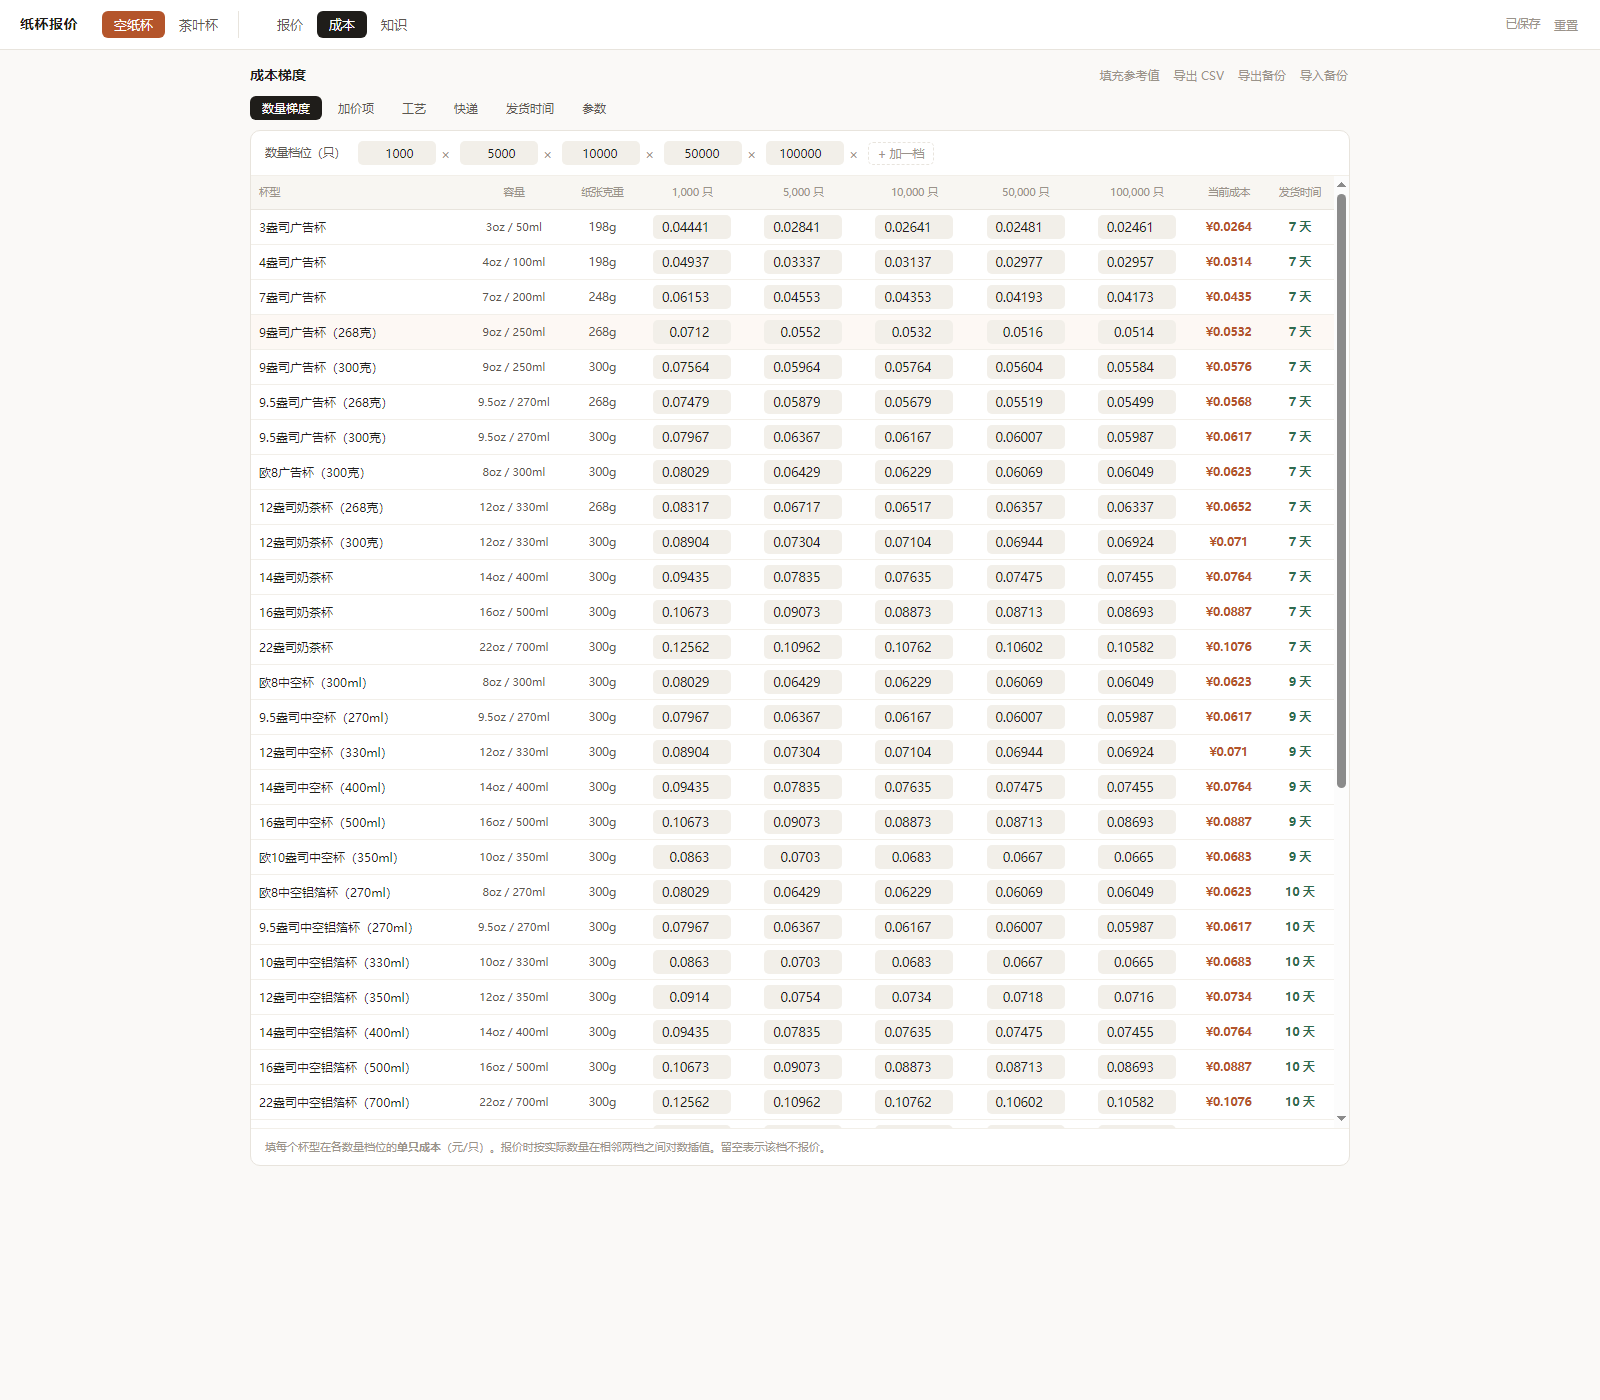 纸杯报价 空纸杯 茶叶杯 报价 成本 知识 已保存 重置
成本梯度 填充参考值 导出 CSV 导出备份 导入备份
数量梯度 加价项 工艺 快递 发货时间 参数
数量档位（只） 1000 × 5000 × 10000 × 50000 × 100000 × + 加一档
杯型 容量 纸张克重 1,000 只 5,000 只 10,000 只 50,000 只 100,000 只 当前成本 发货时间
3盎司广告杯 3oz / 50ml 198g 0.04441 0.02841 0.02641 0.02481 0.02461 ¥0.0264 7 天
4盎司广告杯 4oz / 100ml 198g 0.04937 0.03337 0.03137 0.02977 0.02957 ¥0.0314 7 天
7盎司广告杯 7oz / 200ml 248g 0.06153 0.04553 0.04353 0.04193 0.04173 ¥0.0435 7 天
9盎司广告杯（268克） 9oz / 250ml 268g 0.0712 0.0552 0.0532 0.0516 0.0514 ¥0.0532 7 天
9盎司广告杯（300克） 9oz / 250ml 300g 0.07564 0.05964 0.05764 0.05604 0.05584 ¥0.0576 7 天
9.5盎司广告杯（268克） 9.5oz / 270ml 268g 0.07479 0.05879 0.05679 0.05519 0.05499 ¥0.0568 7 天
9.5盎司广告杯（300克） 9.5oz / 270ml 300g 0.07967 0.06367 0.06167 0.06007 0.05987 ¥0.0617 7 天
欧8广告杯（300克） 8oz / 300ml 300g 0.08029 0.06429 0.06229 0.06069 0.06049 ¥0.0623 7 天
12盎司奶茶杯（268克） 12oz / 330ml 268g 0.08317 0.06717 0.06517 0.06357 0.06337 ¥0.0652 7 天
12盎司奶茶杯（300克） 12oz / 330ml 300g 0.08904 0.07304 0.07104 0.06944 0.06924 ¥0.071 7 天
14盎司奶茶杯 14oz / 400ml 300g 0.09435 0.07835 0.07635 0.07475 0.07455 ¥0.0764 7 天
16盎司奶茶杯 16oz / 500ml 300g 0.10673 0.09073 0.08873 0.08713 0.08693 ¥0.0887 7 天
22盎司奶茶杯 22oz / 700ml 300g 0.12562 0.10962 0.10762 0.10602 0.10582 ¥0.1076 7 天
欧8中空杯（300ml） 8oz / 300ml 300g 0.08029 0.06429 0.06229 0.06069 0.06049 ¥0.0623 9 天
9.5盎司中空杯（270ml） 9.5oz / 270ml 300g 0.07967 0.06367 0.06167 0.06007 0.05987 ¥0.0617 9 天
12盎司中空杯（330ml） 12oz / 330ml 300g 0.08904 0.07304 0.07104 0.06944 0.06924 ¥0.071 9 天
14盎司中空杯（400ml） 14oz / 400ml 300g 0.09435 0.07835 0.07635 0.07475 0.07455 ¥0.0764 9 天
16盎司中空杯（500ml） 16oz / 500ml 300g 0.10673 0.09073 0.08873 0.08713 0.08693 ¥0.0887 9 天
欧10盎司中空杯（350ml） 10oz / 350ml 300g 0.0863 0.0703 0.0683 0.0667 0.0665 ¥0.0683 9 天
欧8中空铝箔杯（270ml） 8oz / 270ml 300g 0.08029 0.06429 0.06229 0.06069 0.06049 ¥0.0623 10 天
9.5盎司中空铝箔杯（270ml） 9.5oz / 270ml 300g 0.07967 0.06367 0.06167 0.06007 0.05987 ¥0.0617 10 天
10盎司中空铝箔杯（330ml） 10oz / 330ml 300g 0.0863 0.0703 0.0683 0.0667 0.0665 ¥0.0683 10 天
12盎司中空铝箔杯（350ml） 12oz / 350ml 300g 0.0914 0.0754 0.0734 0.0718 0.0716 ¥0.0734 10 天
14盎司中空铝箔杯（400ml） 14oz / 400ml 300g 0.09435 0.07835 0.07635 0.07475 0.07455 ¥0.0764 10 天
16盎司中空铝箔杯（500ml） 16oz / 500ml 300g 0.10673 0.09073 0.08873 0.08713 0.08693 ¥0.0887 10 天
22盎司中空铝箔杯（700ml） 22oz / 700ml 300g 0.12562 0.10962 0.10762 0.10602 0.10582 ¥0.1076 10 天
填每个杯型在各数量档位的单只成本（元/只）。报价时按实际数量在相邻两档之间对数插值。留空表示该档不报价。